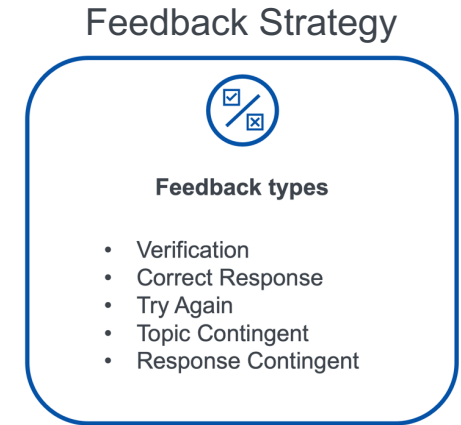 Feedback Strategy
Feedback types
• Verification
• Correct Response
• Try Again
• Topic Contingent
• Response Contingent